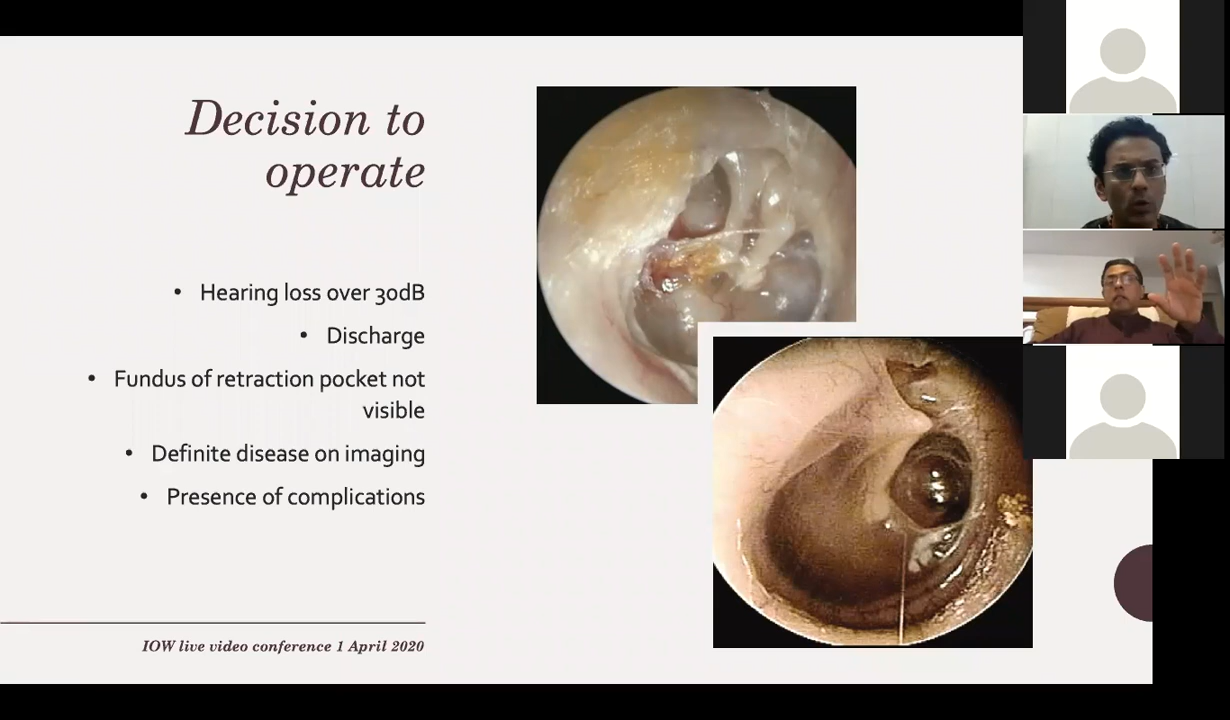 Decision to
operate
• Hearing loss over 30dB
• Discharge
• Fundus of retraction pocket not
visible
• Definite disease on imaging
• Presence of complications
IOW live video conference 1 April 2020